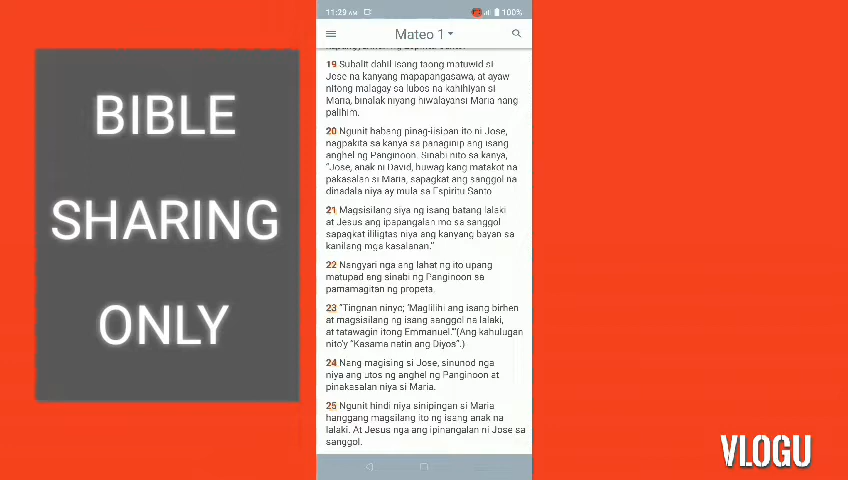 BIBLE
SHARING
ONLY
11:29 AM
100%
Mateo 1
19 Subalit dahil isang taong matuwid si
Jose na kanyang mapapangasawa, at ayaw
nitong malagay sa lubos na kahihiyan si
Maria, binalak niyang hiwalayansi Maria nang
palihim.
20 Ngunit habang pinag-iisipan ito ni Jose,
nagpakita sa kanya sa panaginip ang isang
anghel ng Panginoon. Sinabi nito sa kanya,
“Jose, anak ni David, huwag kang matakot na
pakasalan si Maria, sapagkat ang sanggol na
dinadala niya ay mula sa Espiritu Santo.
21 Magsisilang siya ng isang batang lalaki
at Jesus ang ipapangalan mo sa sanggol
sapagkat ililigtas niya ang kanyang bayan sa
kanilang mga kasalanan.”
22 Nangyari nga ang lahat ng ito upang
matupad ang sinabi ng Panginoon sa
pamamagitan ng propeta.
23 “Tingnan ninyo; ‘Maglilihi ang isang birhen
at magsisilang ng isang sanggol na lalaki,
at tatawagin itong Emmanuel.’”(Ang kahulugan
nito’y “Kasama natin ang Diyos”.)
24 Nang magising si Jose, sinunod nga
niya ang utos ng anghel ng Panginoon at
pinakasalan niya si Maria.
25 Ngunit hindi niya sinipingan si Maria
hanggang magsilang ito ng isang anak na
lalaki. At Jesus nga ang ipinangalan ni Jose sa
sanggol.
VLOGU